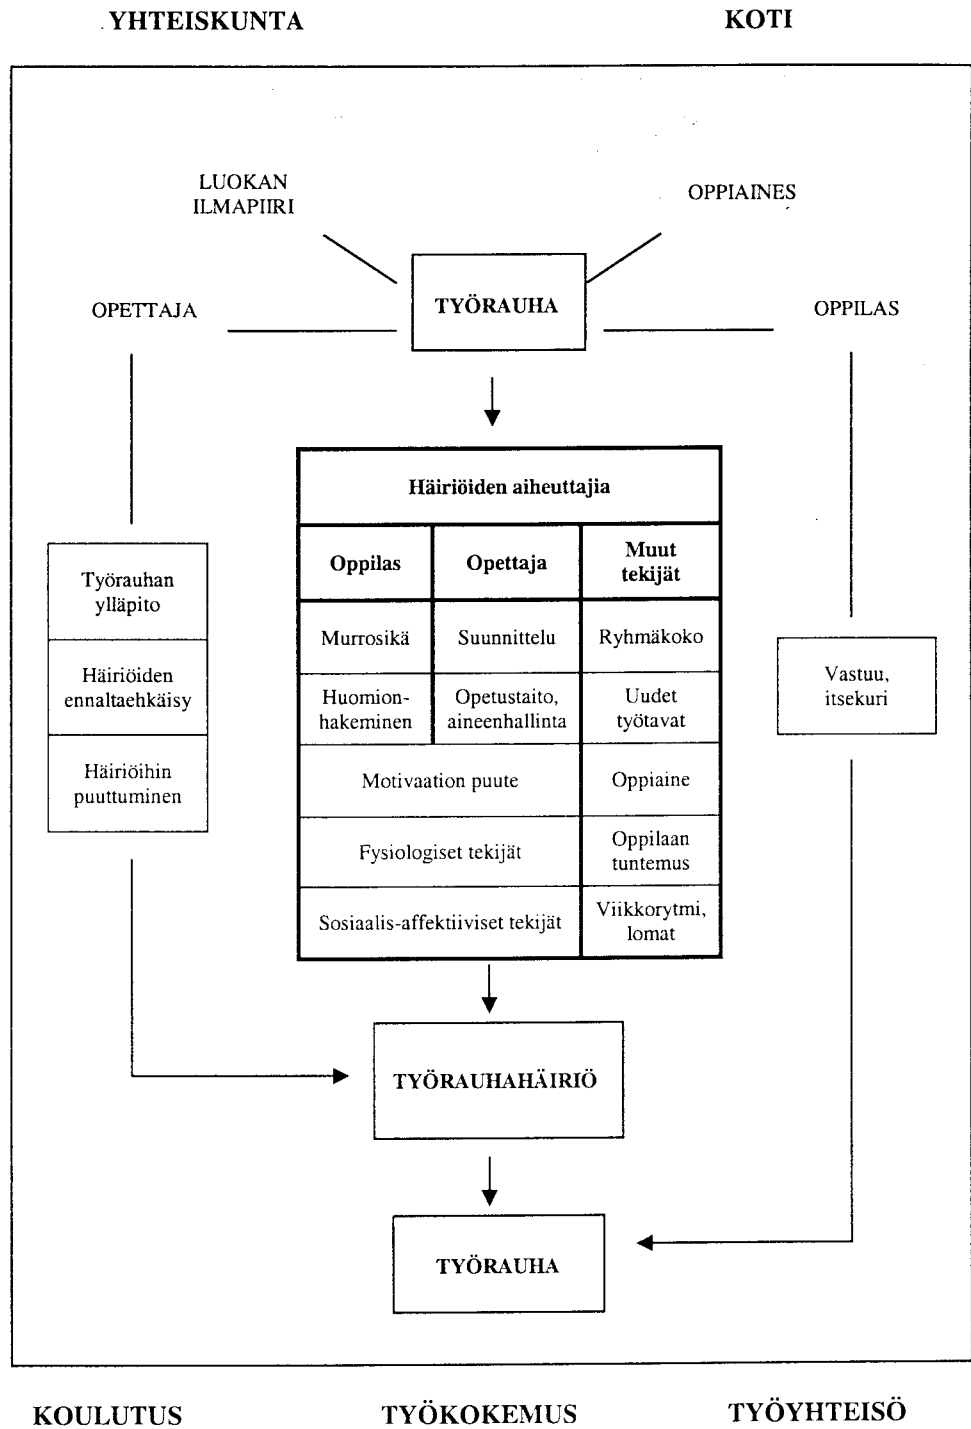 YHTEISKUNTA
KOTI
LUOKAN
ILMAPIIRI
OPPIAINES
OPETTAJA
TYÖRAUHA
OPPILAS
Häiriöiden aiheuttajia
Oppilas
Opettaja
Muut
tekijät
Murrosikä
Suunnittelu
Ryhmäkoko
Huomion-
hakeminen
Opetustaito,
aineenhallinta
Uudet
työtavat
Motivaation puute
Oppiaine
Fysiologiset tekijät
Oppilaan
tuntemus
Sosiaalis-affektiiviset tekijät
Viikkorytmi,
lomat
Työrauhan
ylläpito
Häiriöiden
ennaltaehkäisy
Häiriöihin
puuttuminen
Vastuu,
itsekuri
TYÖRAUHAHÄIRIÖ
TYÖRAUHA
KOULUTUS
TYÖKOKEMUS
TYÖYHTEISÖ